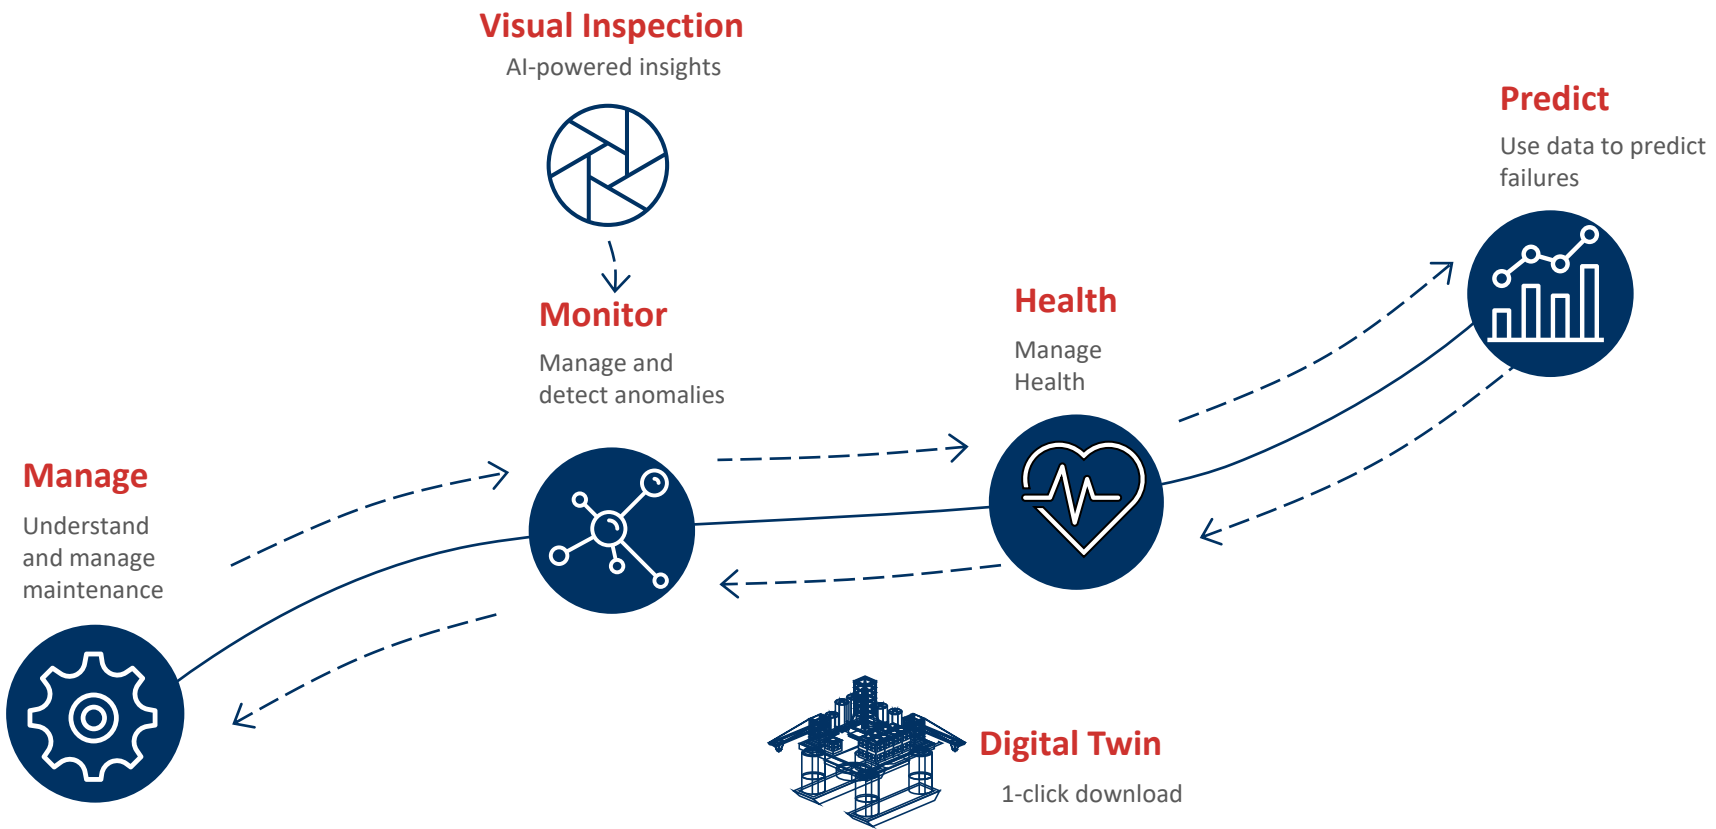 Visual Inspection
AI-powered insights
Predict
Use data to predict
failures
Health
Manage
Health
Monitor
Manage and
detect anomalies
Manage
Understand
and manage
maintenance
Digital Twin
1-click download